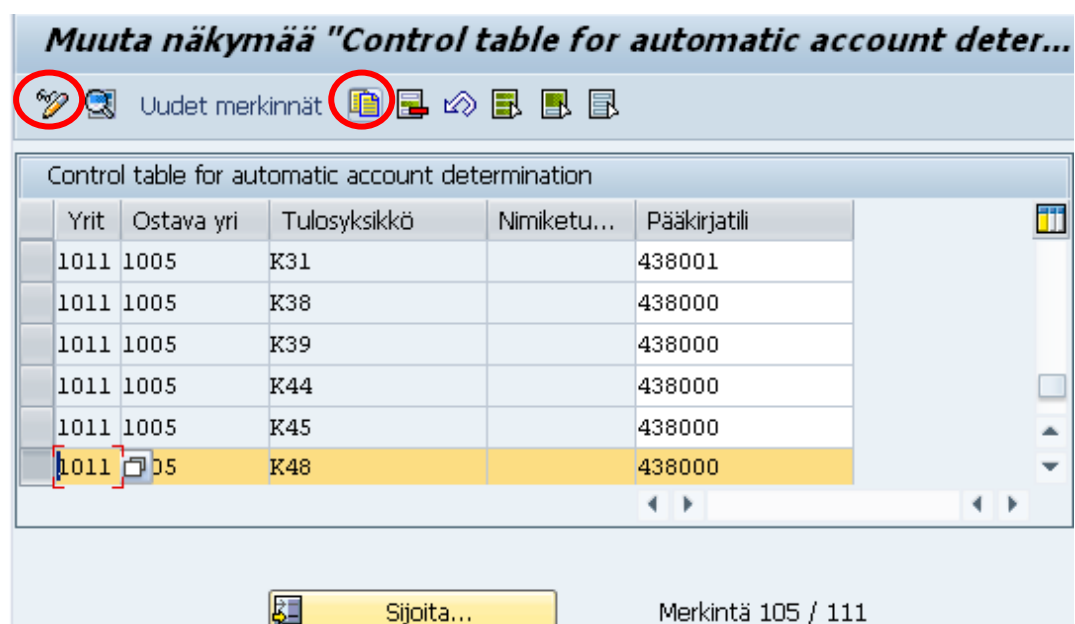 Muuta näkymää "Control table for automatic account deter...
Uudet merkinnät
Control table for automatic account determination
Yrit Ostava yri Tulosyksikkö Nimiketu... Pääkirjatili
1011 1005 K31 438001
1011 1005 K38 438000
1011 1005 K39 438000
1011 1005 K44 438000
1011 1005 K45 438000
1011 05 K48 438000
Sijoita... Merkintä 105 / 111